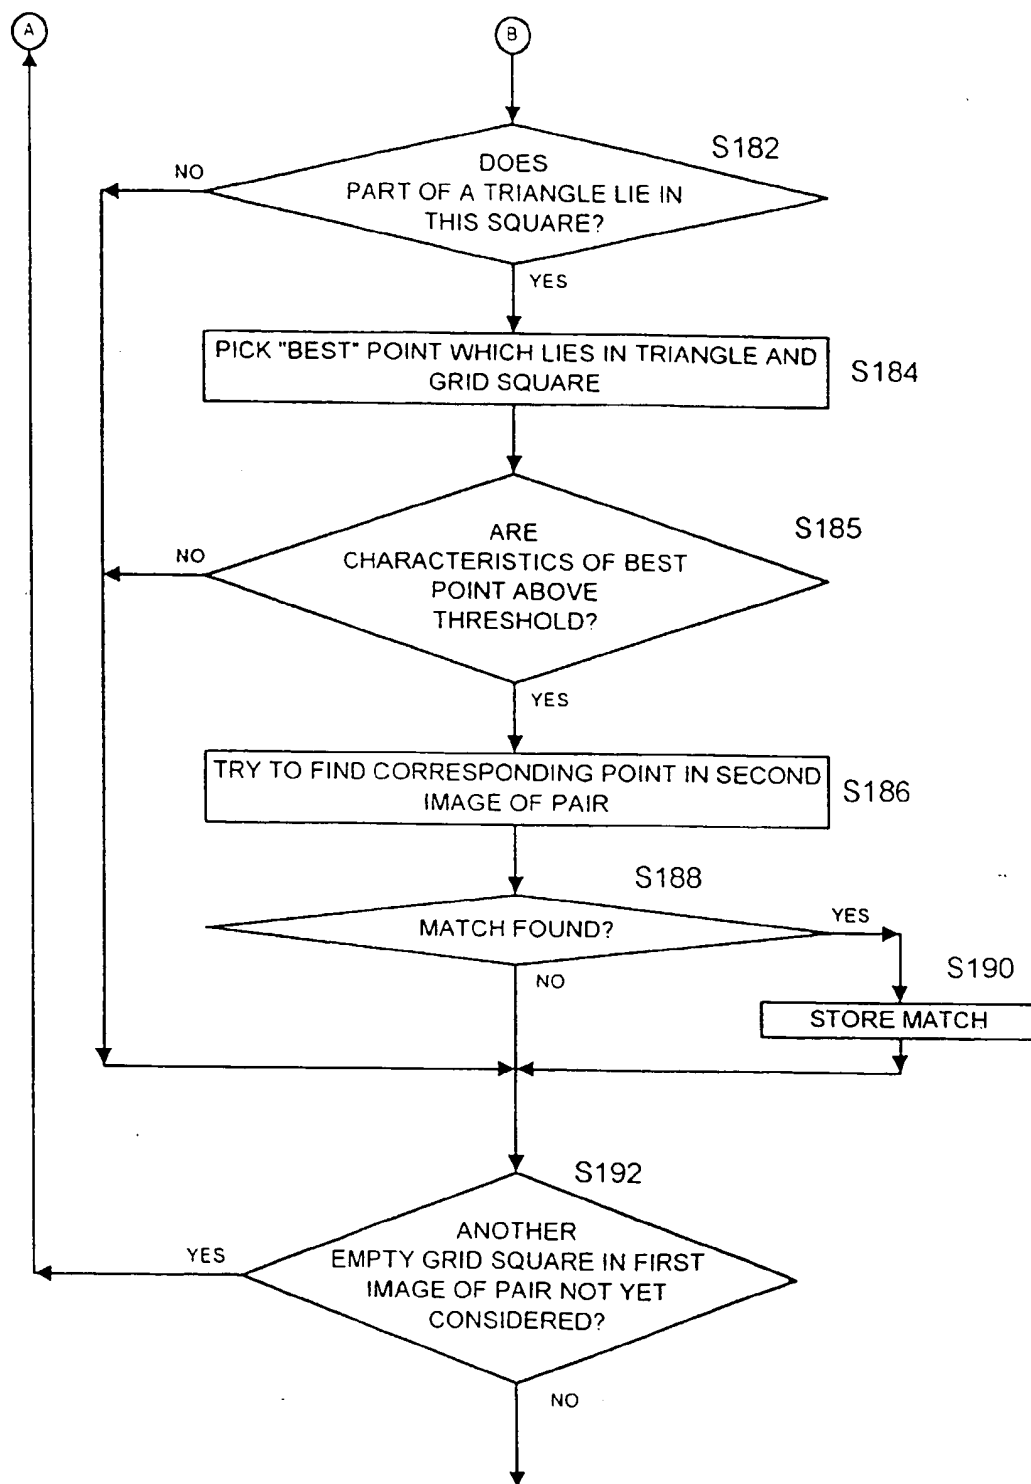 A
B
S182
NO
DOES
PART OF A TRIANGLE LIE IN
THIS SQUARE?
YES
PICK "BEST" POINT WHICH LIES IN TRIANGLE AND
GRID SQUARE
S184
S185
NO
ARE
CHARACTERISTICS OF BEST
POINT ABOVE
THRESHOLD?
YES
TRY TO FIND CORRESPONDING POINT IN SECOND
IMAGE OF PAIR
S186
S188
MATCH FOUND?
YES
NO
S190
STORE MATCH
S192
YES
ANOTHER
EMPTY GRID SQUARE IN FIRST
IMAGE OF PAIR NOT YET
CONSIDERED?
NO